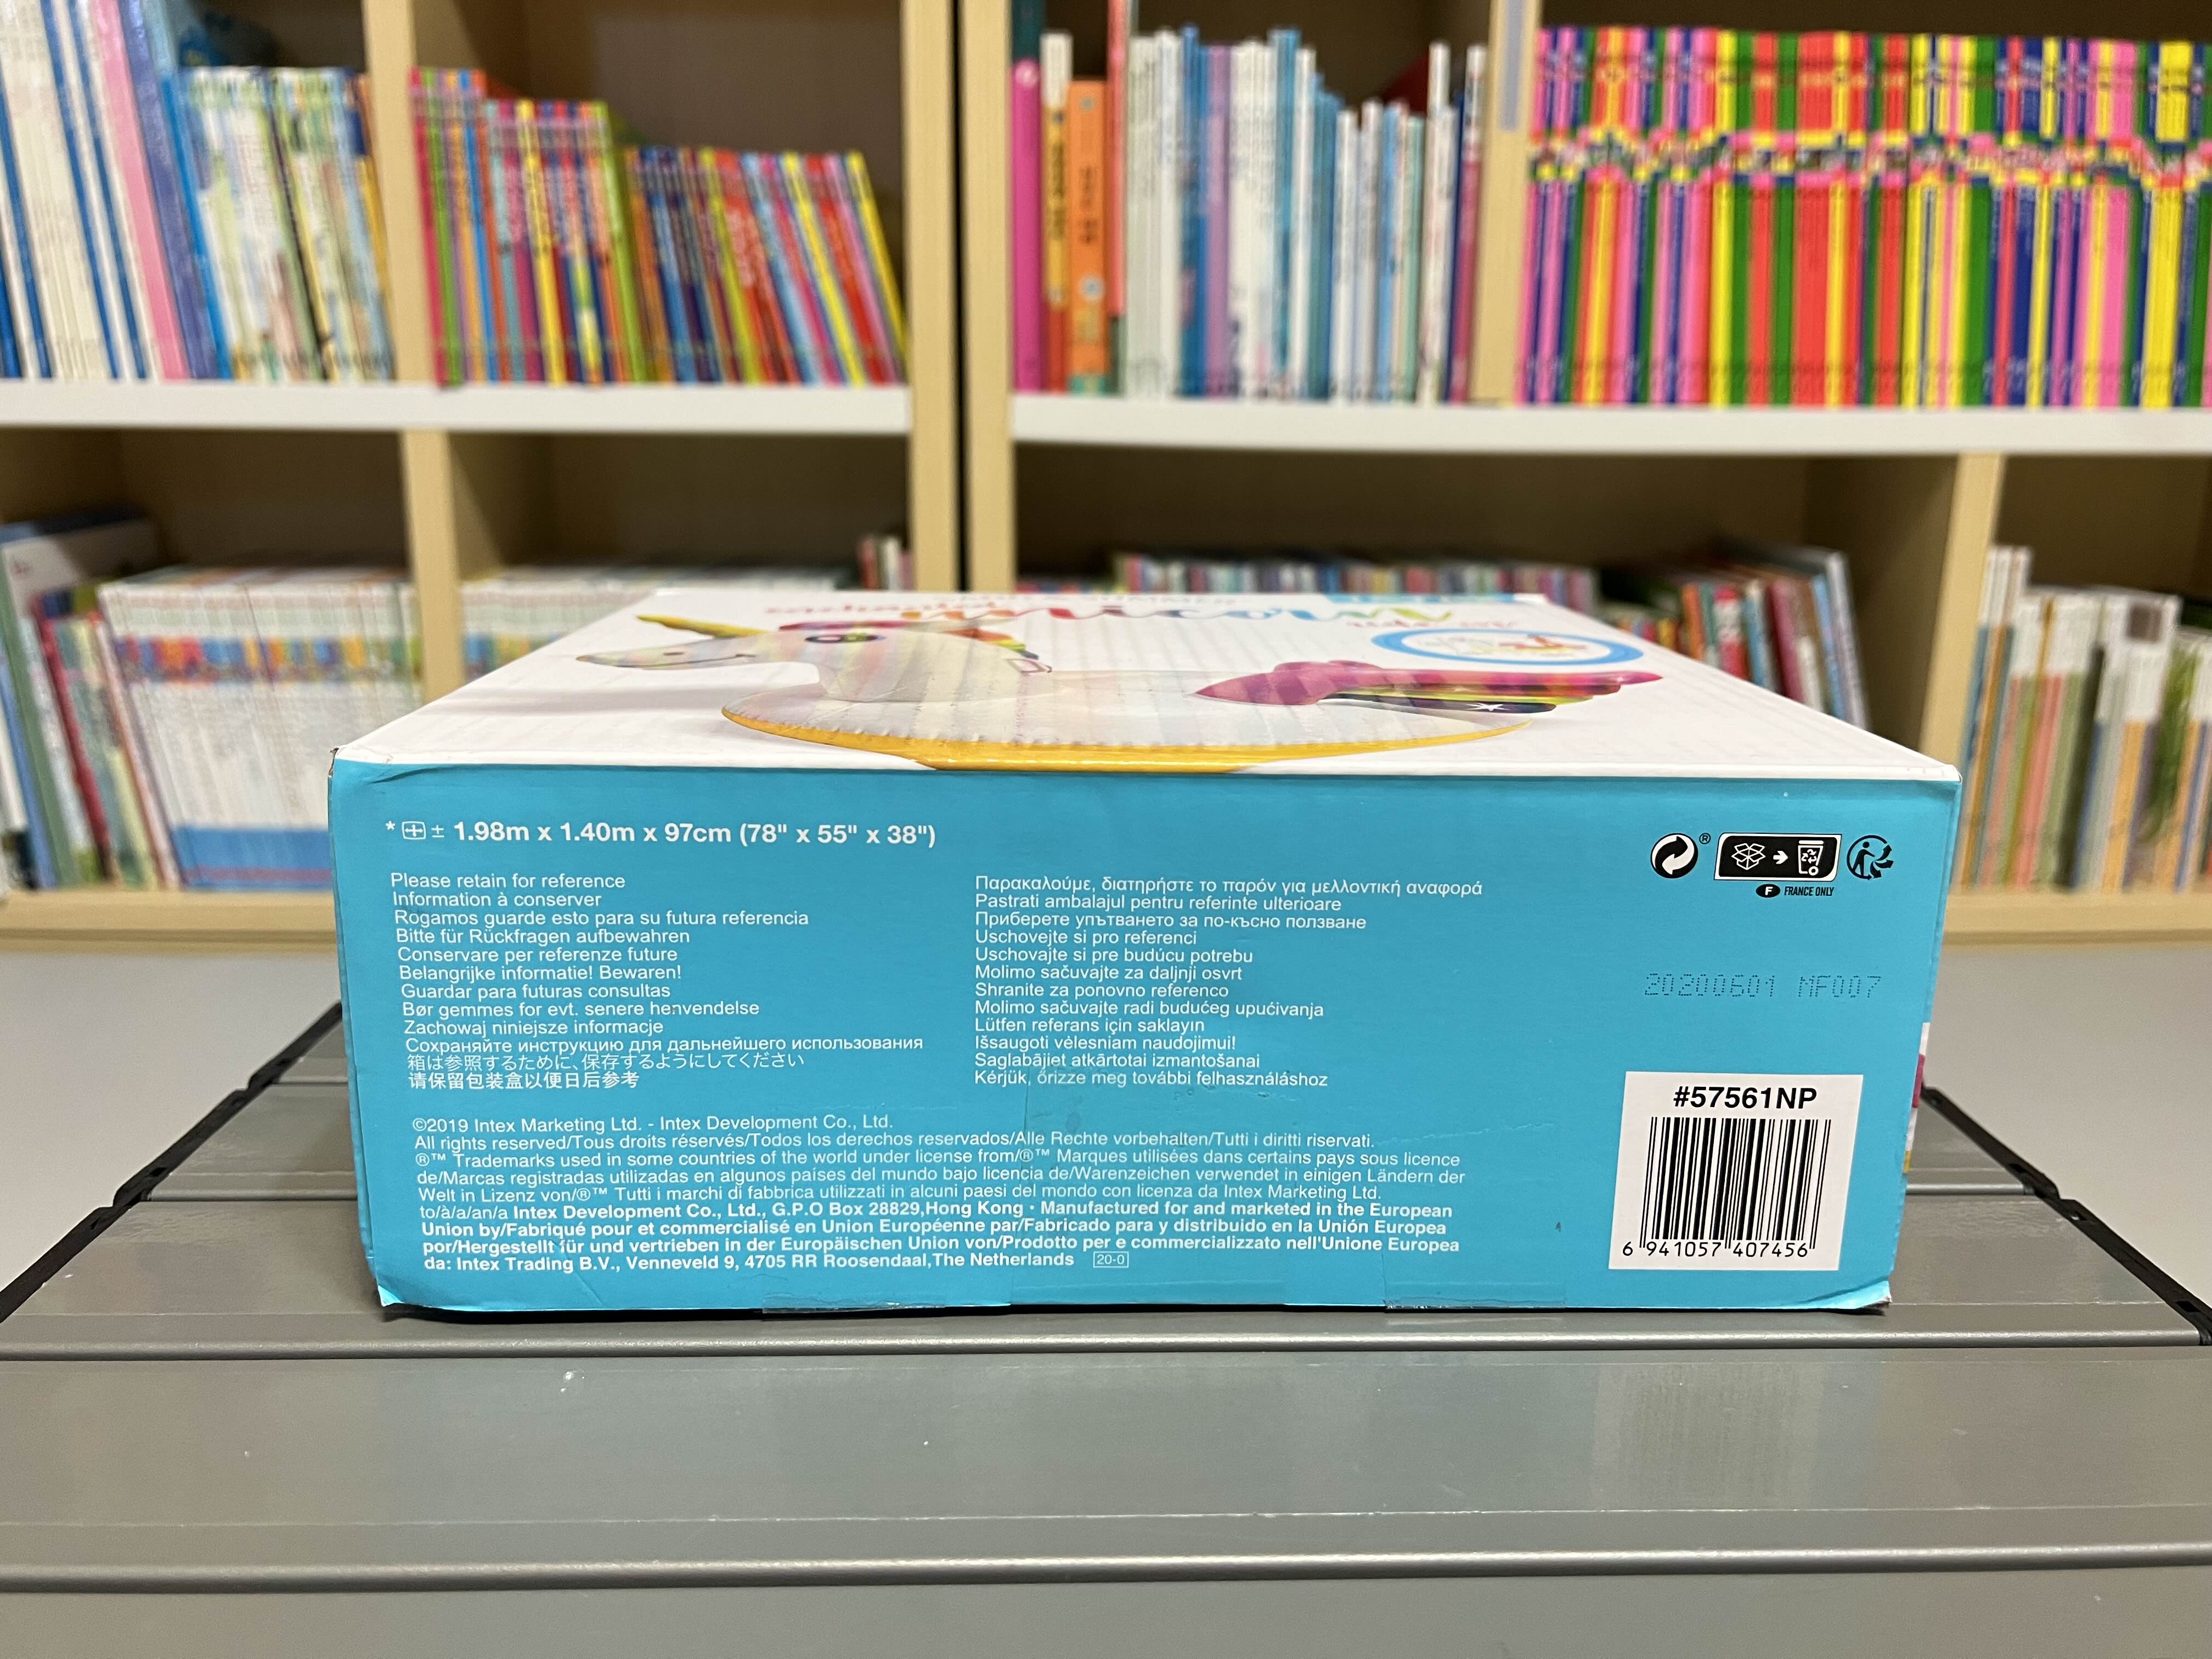 unicorn
* ± 1.98m x 1.40m x 97cm (78" x 55" x 38")
Please retain for reference
Information à conserver
Rogamos guarde esto para su futura referencia
Bitte für Rückfragen aufbewahren
Conservare per referenze future
Belangrijke informatie! Bewaren!
Guardar para futuras consultas
Bør gemmes for evt. senere henvendelse
Zachowaj niniejsze informacje
Сохраняйте инструкцию для дальнейшего использования
箱は参照するために、保存するようにしてください
请保留包装盒以便日后参考
Παρακαλούμε, διατηρήστε το παρόν για μελλοντική αναφορά
Pastrati ambalajul pentru referinte ulterioare
Приберете упътването за по-късно ползване
Uschovejte si pro referenci
Uschovajte si pre budúcu potrebu
Molimo sačuvajte za daljnji osvrt
Shranite za ponovno referenco
Molimo sačuvajte radi budućeg upućivanja
Lütfen referans için saklayın
Išsaugoti vėlesniam naudojimui!
Saglabājiet atkārtotai izmantošanai
Kérjük, őrizze meg további felhasználáshoz
©2019 Intex Marketing Ltd. - Intex Development Co., Ltd.
All rights reserved/Tous droits réservés/Todos los derechos reservados/Alle Rechte vorbehalten/Tutti i diritti riservati.
®™ Trademarks used in some countries of the world under license from/®™ Marques utilisées dans certains pays sous licence
de/Marcas registradas utilizadas en algunos países del mundo bajo licencia de/Warenzeichen verwendet in einigen Ländern der
Welt in Lizenz von/®™ Tutti i marchi di fabbrica utilizzati in alcuni paesi del mondo con licenza da Intex Marketing Ltd.
to/à/a/an/a Intex Development Co., Ltd., G.P.O Box 28829,Hong Kong • Manufactured for and marketed in the European
Union by/Fabriqué pour et commercialisé en Union Européenne par/Fabricado para y distribuido en la Unión Europea
por/Hergestellt für und vertrieben in der Europäischen Union von/Prodotto per e commercializzato nell'Unione Europea
da: Intex Trading B.V., Venneveld 9, 4705 RR Roosendaal,The Netherlands 20-0
®
F FRANCE ONLY
20200601 MF007
#57561NP
6 941057 407456